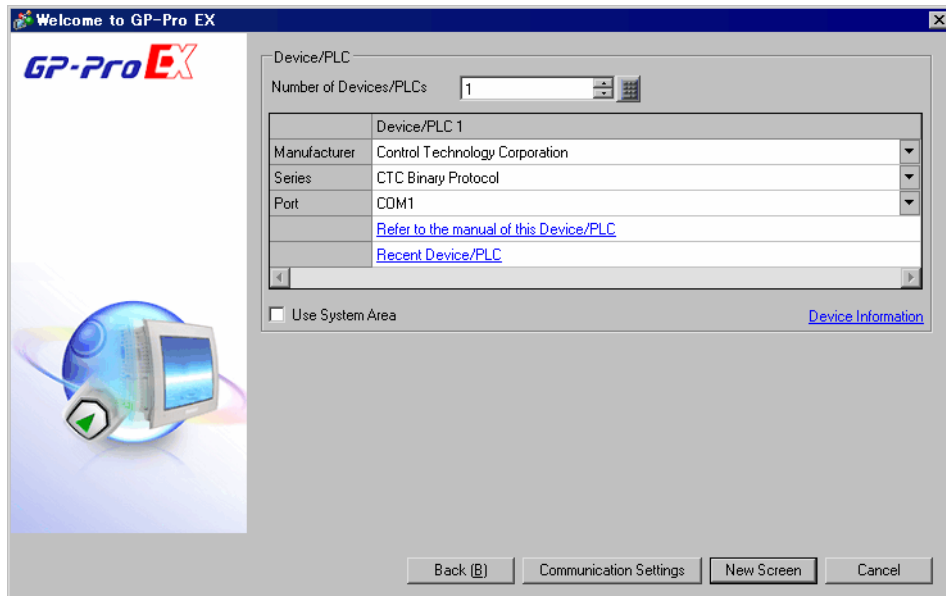 Welcome to GP-Pro EX
GP-Pro EX
Device/PLC
Number of Devices/PLCs 1
Device/PLC 1
Manufacturer Control Technology Corporation
Series CTC Binary Protocol
Port COM1
Refer to the manual of this Device/PLC
Recent Device/PLC
Use System Area Device Information
Back (B) Communication Settings New Screen Cancel